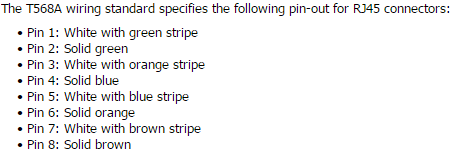 The T568A wiring standard specifies the following pin-out for RJ45 connectors:
• Pin 1: White with green stripe
• Pin 2: Solid green
• Pin 3: White with orange stripe
• Pin 4: Solid blue
• Pin 5: White with blue stripe
• Pin 6: Solid orange
• Pin 7: White with brown stripe
• Pin 8: Solid brown